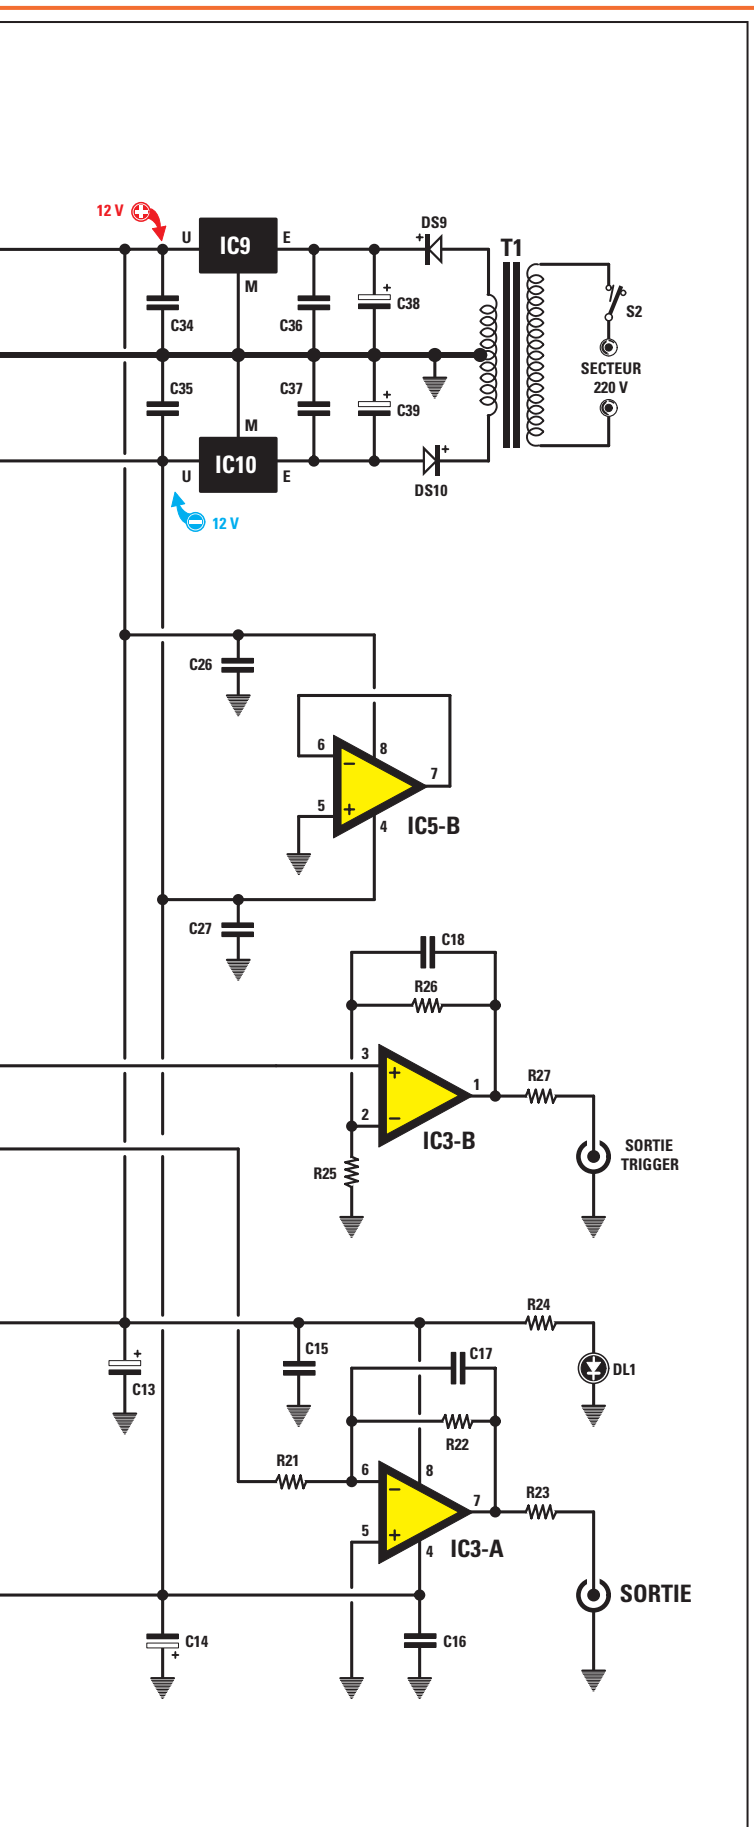 12 V
U
IC9
E
M
DS9
T1
C34
C36
+
C38
S2
SECTEUR
220 V
C35
C37
+
C39
M
U
IC10
E
+
DS10
12 V
C26
6
8
7
5
4
IC5-B
C27
C18
R26
3
1
2
IC3-B
R27
R25
SORTIE
TRIGGER
R24
C15
C17
DL1
+
C13
R22
R21
6
8
7
5
4
IC3-A
R23
SORTIE
C14
+
C16